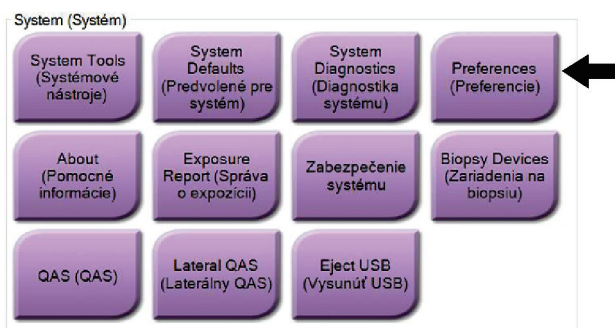 System (Systém)
System Tools
(Systémové
nástroje)
System
Defaults
(Predvolené pre
systém)
System
Diagnostics
(Diagnostika
systému)
Preferences
(Preferencie)
About
(Pomocné
informácie)
Exposure
Report (Správa
o expozícii)
Zabezpečenie
systému
Biopsy Devices
(Zariadenia na
biopsiu)
QAS (QAS)
Lateral QAS
(Laterálny QAS)
Eject USB
(Vysunúť USB)